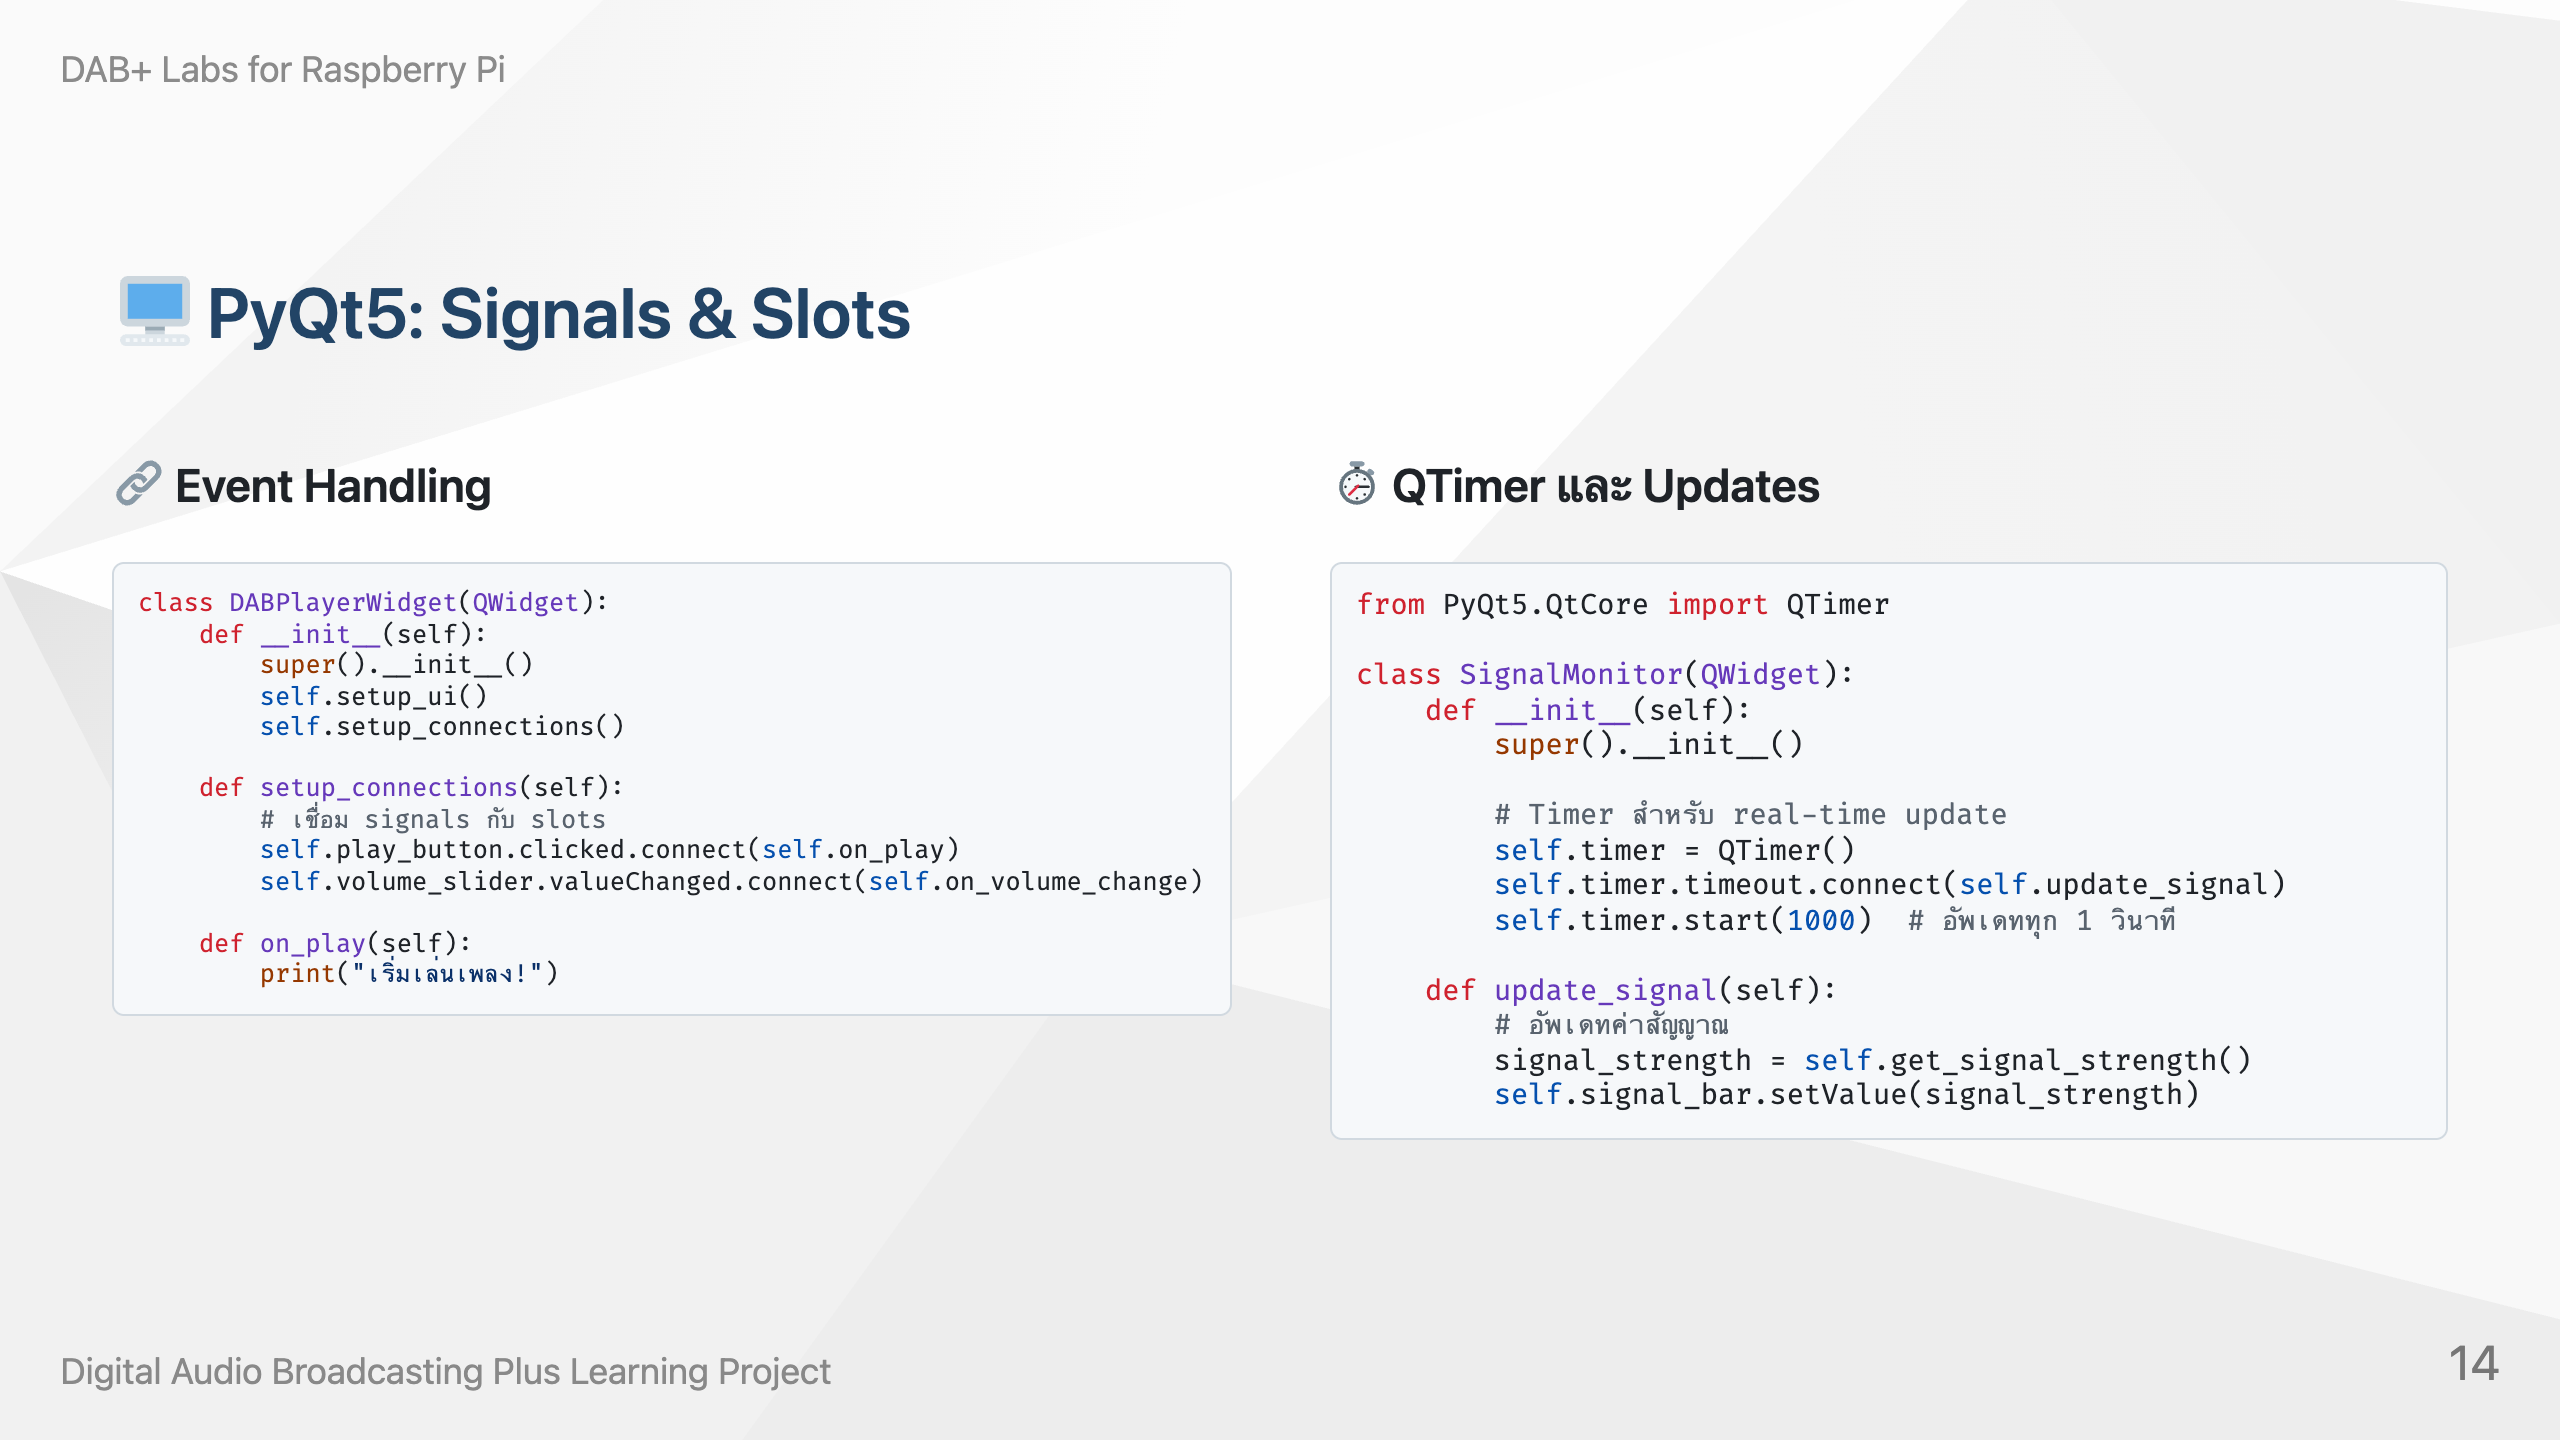 DAB+ Labs for Raspberry Pi
PyQt5: Signals & Slots
Event Handling
class DABPlayerWidget(QWidget):
    def __init__(self):
        super().__init__()
        self.setup_ui()
        self.setup_connections()

    def setup_connections(self):
        # เชื่อม signals กับ slots
        self.play_button.clicked.connect(self.on_play)
        self.volume_slider.valueChanged.connect(self.on_volume_change)

    def on_play(self):
        print("เริ่มเล่นเพลง!")
QTimer และ Updates
from PyQt5.QtCore import QTimer

class SignalMonitor(QWidget):
    def __init__(self):
        super().__init__()

        # Timer สำหรับ real-time update
        self.timer = QTimer()
        self.timer.timeout.connect(self.update_signal)
        self.timer.start(1000)  # อัพเดททุก 1 วินาที

    def update_signal(self):
        # อัพเดทค่าสัญญาณ
        signal_strength = self.get_signal_strength()
        self.signal_bar.setValue(signal_strength)
Digital Audio Broadcasting Plus Learning Project
14